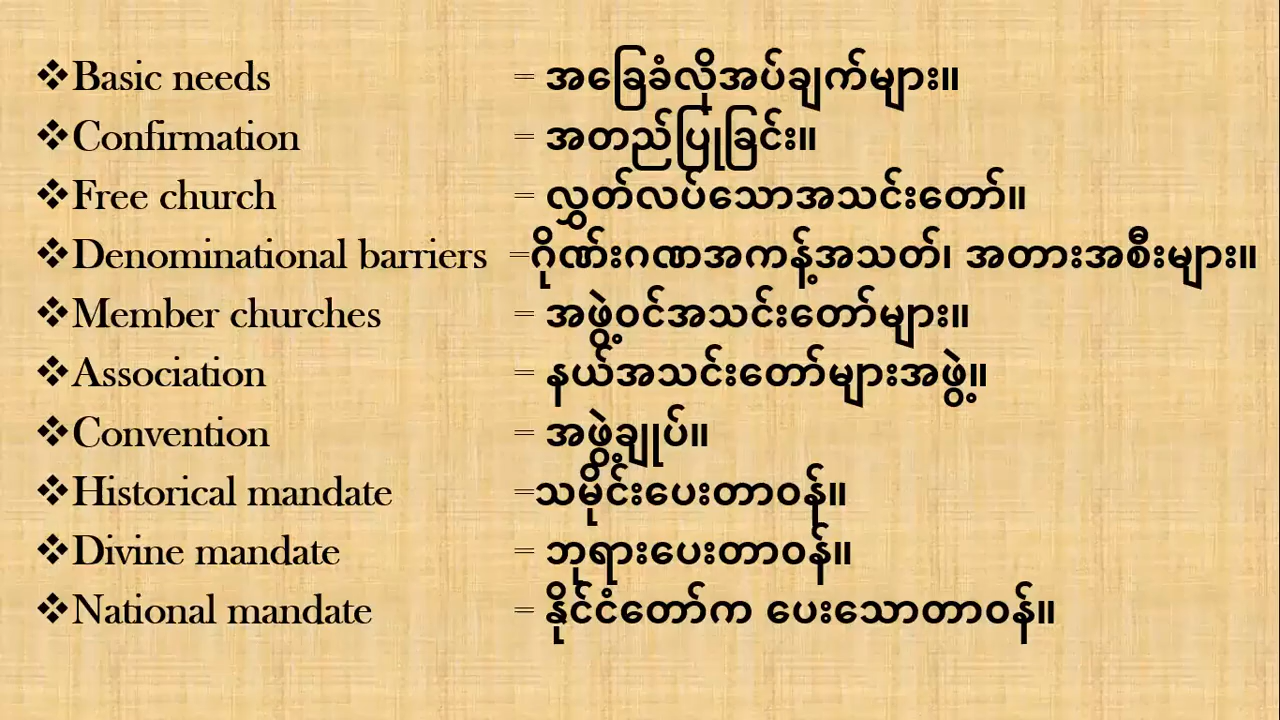 ❖Basic needs = အခြေခံလိုအပ်ချက်များ။
❖Confirmation = အတည်ပြုခြင်း။
❖Free church = လွှတ်လပ်သောအသင်းတော်။
❖Denominational barriers =ဂိုဏ်းဂဏအကန့်အသတ်၊ အတားအစီးများ။
❖Member churches = အဖွဲ့ဝင်အသင်းတော်များ။
❖Association = နယ်အသင်းတော်များအဖွဲ့။
❖Convention = အဖွဲ့ချုပ်။
❖Historical mandate =သမိုင်းပေးတာဝန်။
❖Divine mandate = ဘုရားပေးတာဝန်။
❖National mandate = နိုင်ငံတော်က ပေးသောတာဝန်။